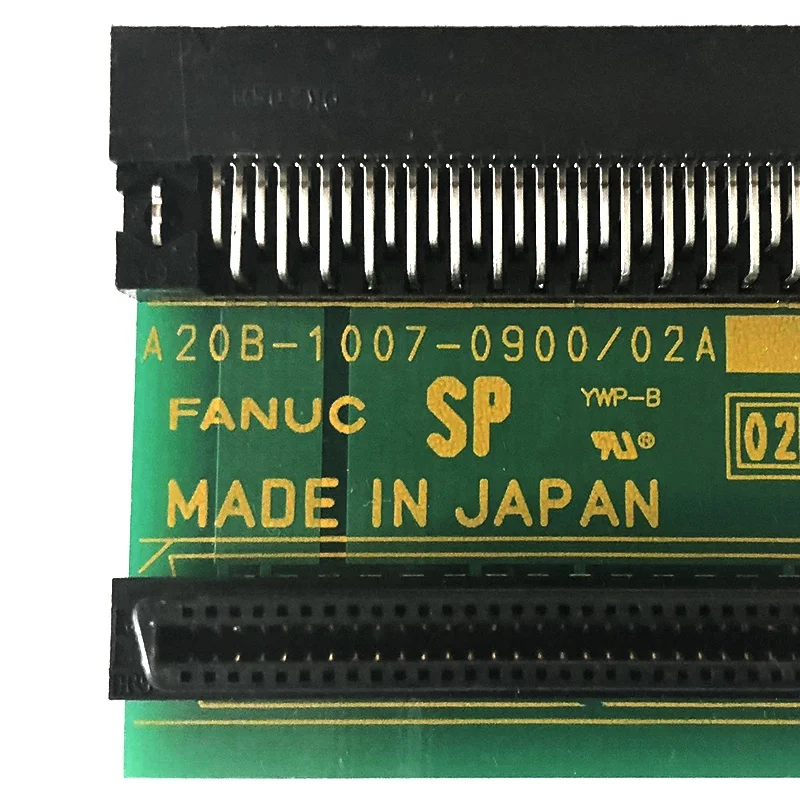 A20B-1007-0900/02A
FANUC SP YWP-B
MADE IN JAPAN
02